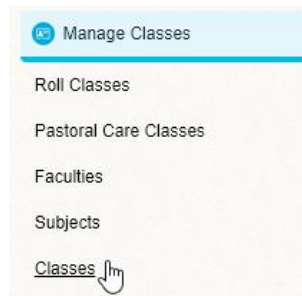 Manage Classes
Roll Classes
Pastoral Care Classes
Faculties
Subjects
Classes